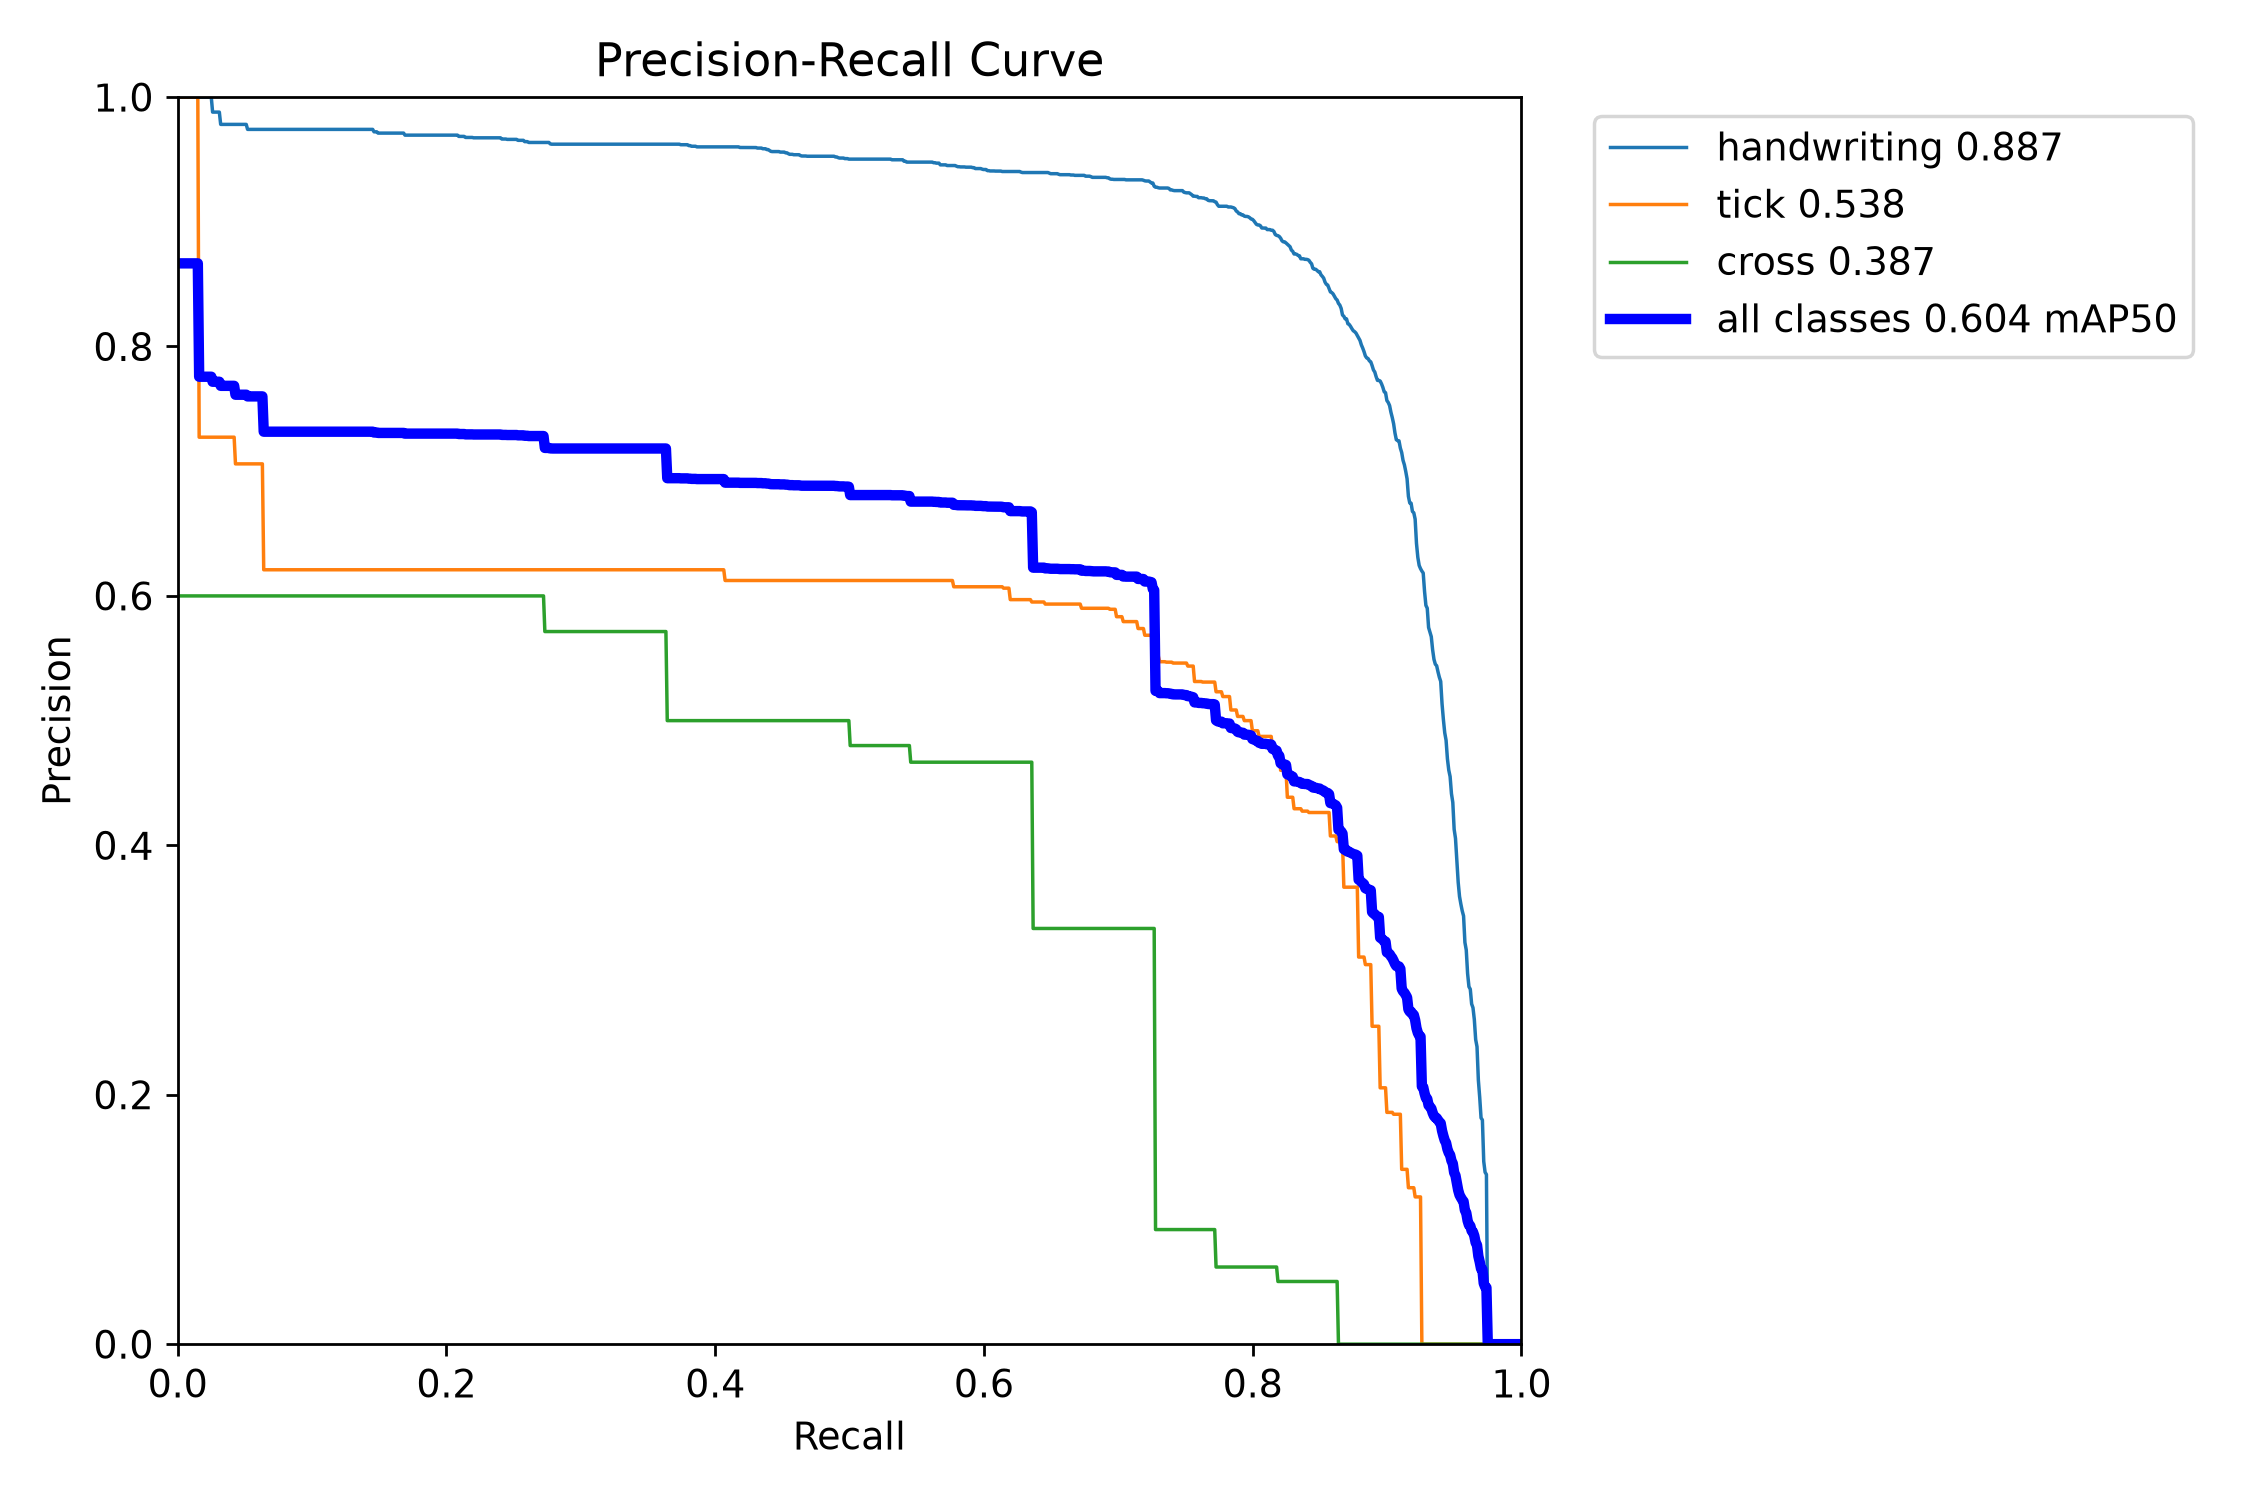 Precision-Recall Curve
1.0
0.8
0.6
0.4
0.2
0.0
Precision
0.0 0.2 0.4 0.6 0.8 1.0
Recall
handwriting 0.887
tick 0.538
cross 0.387
all classes 0.604 mAP50